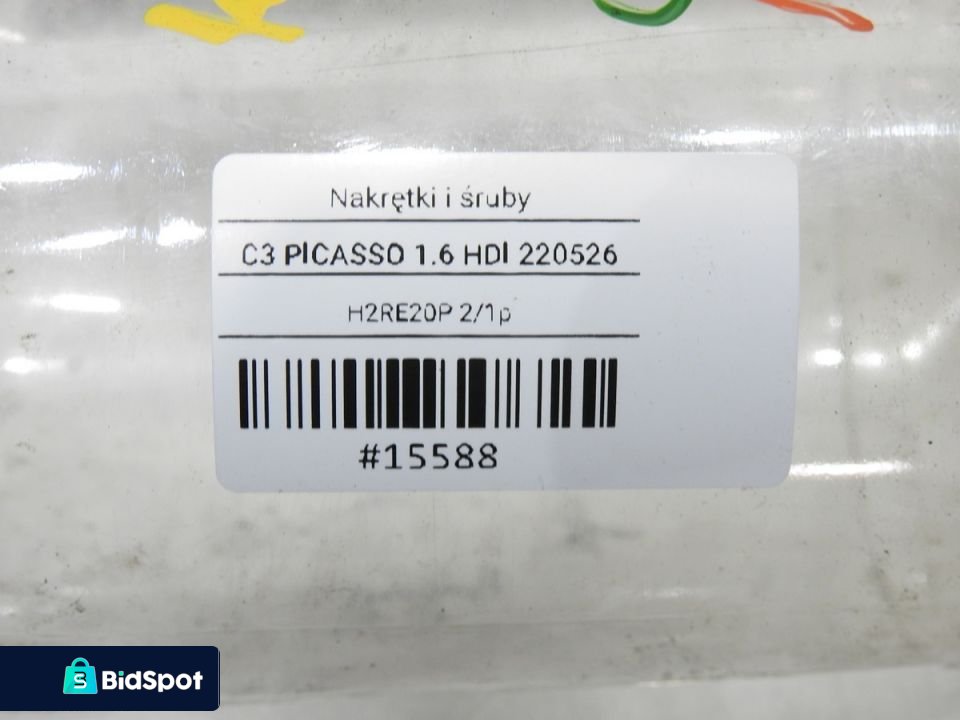 Nakrętki i śruby
C3 PICASSO 1.6 HDI 220526
H2RE20P 2/1p
#15588
BidSpot